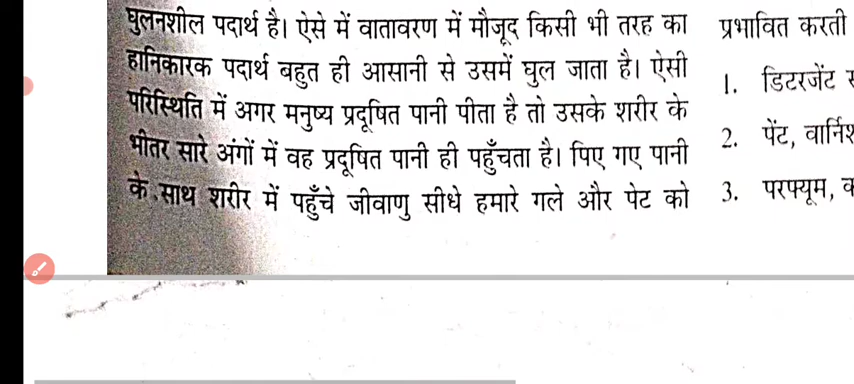 घुलनशील पदार्थ है। ऐसे में वातावरण में मौजूद किसी भी तरह का
हानिकारक पदार्थ बहुत ही आसानी से उसमें घुल जाता है। ऐसी
परिस्थिति में अगर मनुष्य प्रदूषित पानी पीता है तो उसके शरीर के
भीतर सारे अंगों में वह प्रदूषित पानी ही पहुँचता है। पिए गए पानी
के साथ शरीर में पहुँचे जीवाणु सीधे हमारे गले और पेट को
प्रभावित करती
1. डिटरजेंट
2. पेंट, वार्निश
3. परफ्यूम,